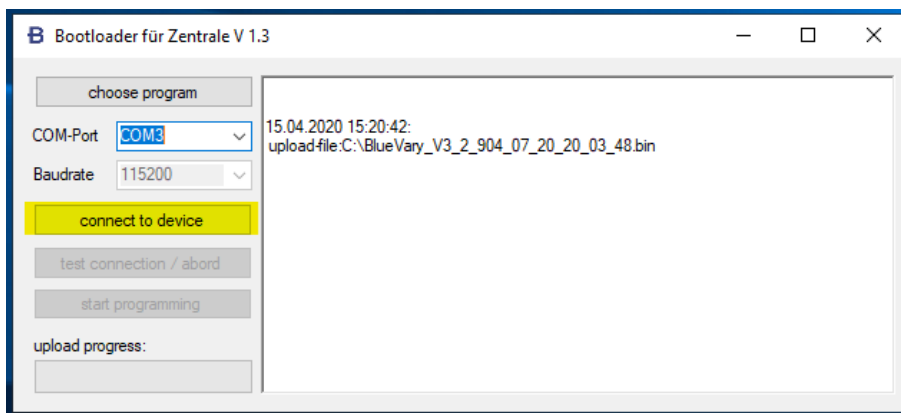 Bootloader für Zentrale V 1.3
choose program
COM-Port COM3
Baudrate 115200
connect to device
test connection / abord
start programming
upload progress:
15.04.2020 15:20:42:
upload-file:C:\BlueVary_V3_2_904_07_20_20_03_48.bin